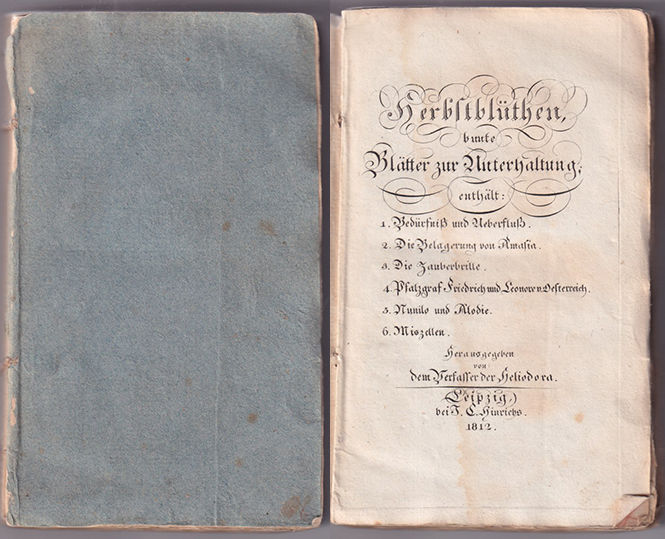 Herbstblüthen,
bunte
Blätter zur Unterhaltung;
enthält:
1. Bedürfniß und Ueberfluß.
2. Die Belagerung von Amasia.
3. Die Zauberbrille.
4. Pfalzgraf Friedrich und Leonore v. Oesterreich.
5. Nunilo und Alodie.
6. Miszellen.
Herausgegeben
von
dem Verfasser der Heliodora.
Leipzig,
bei J. C. Hinrichs.
1812.